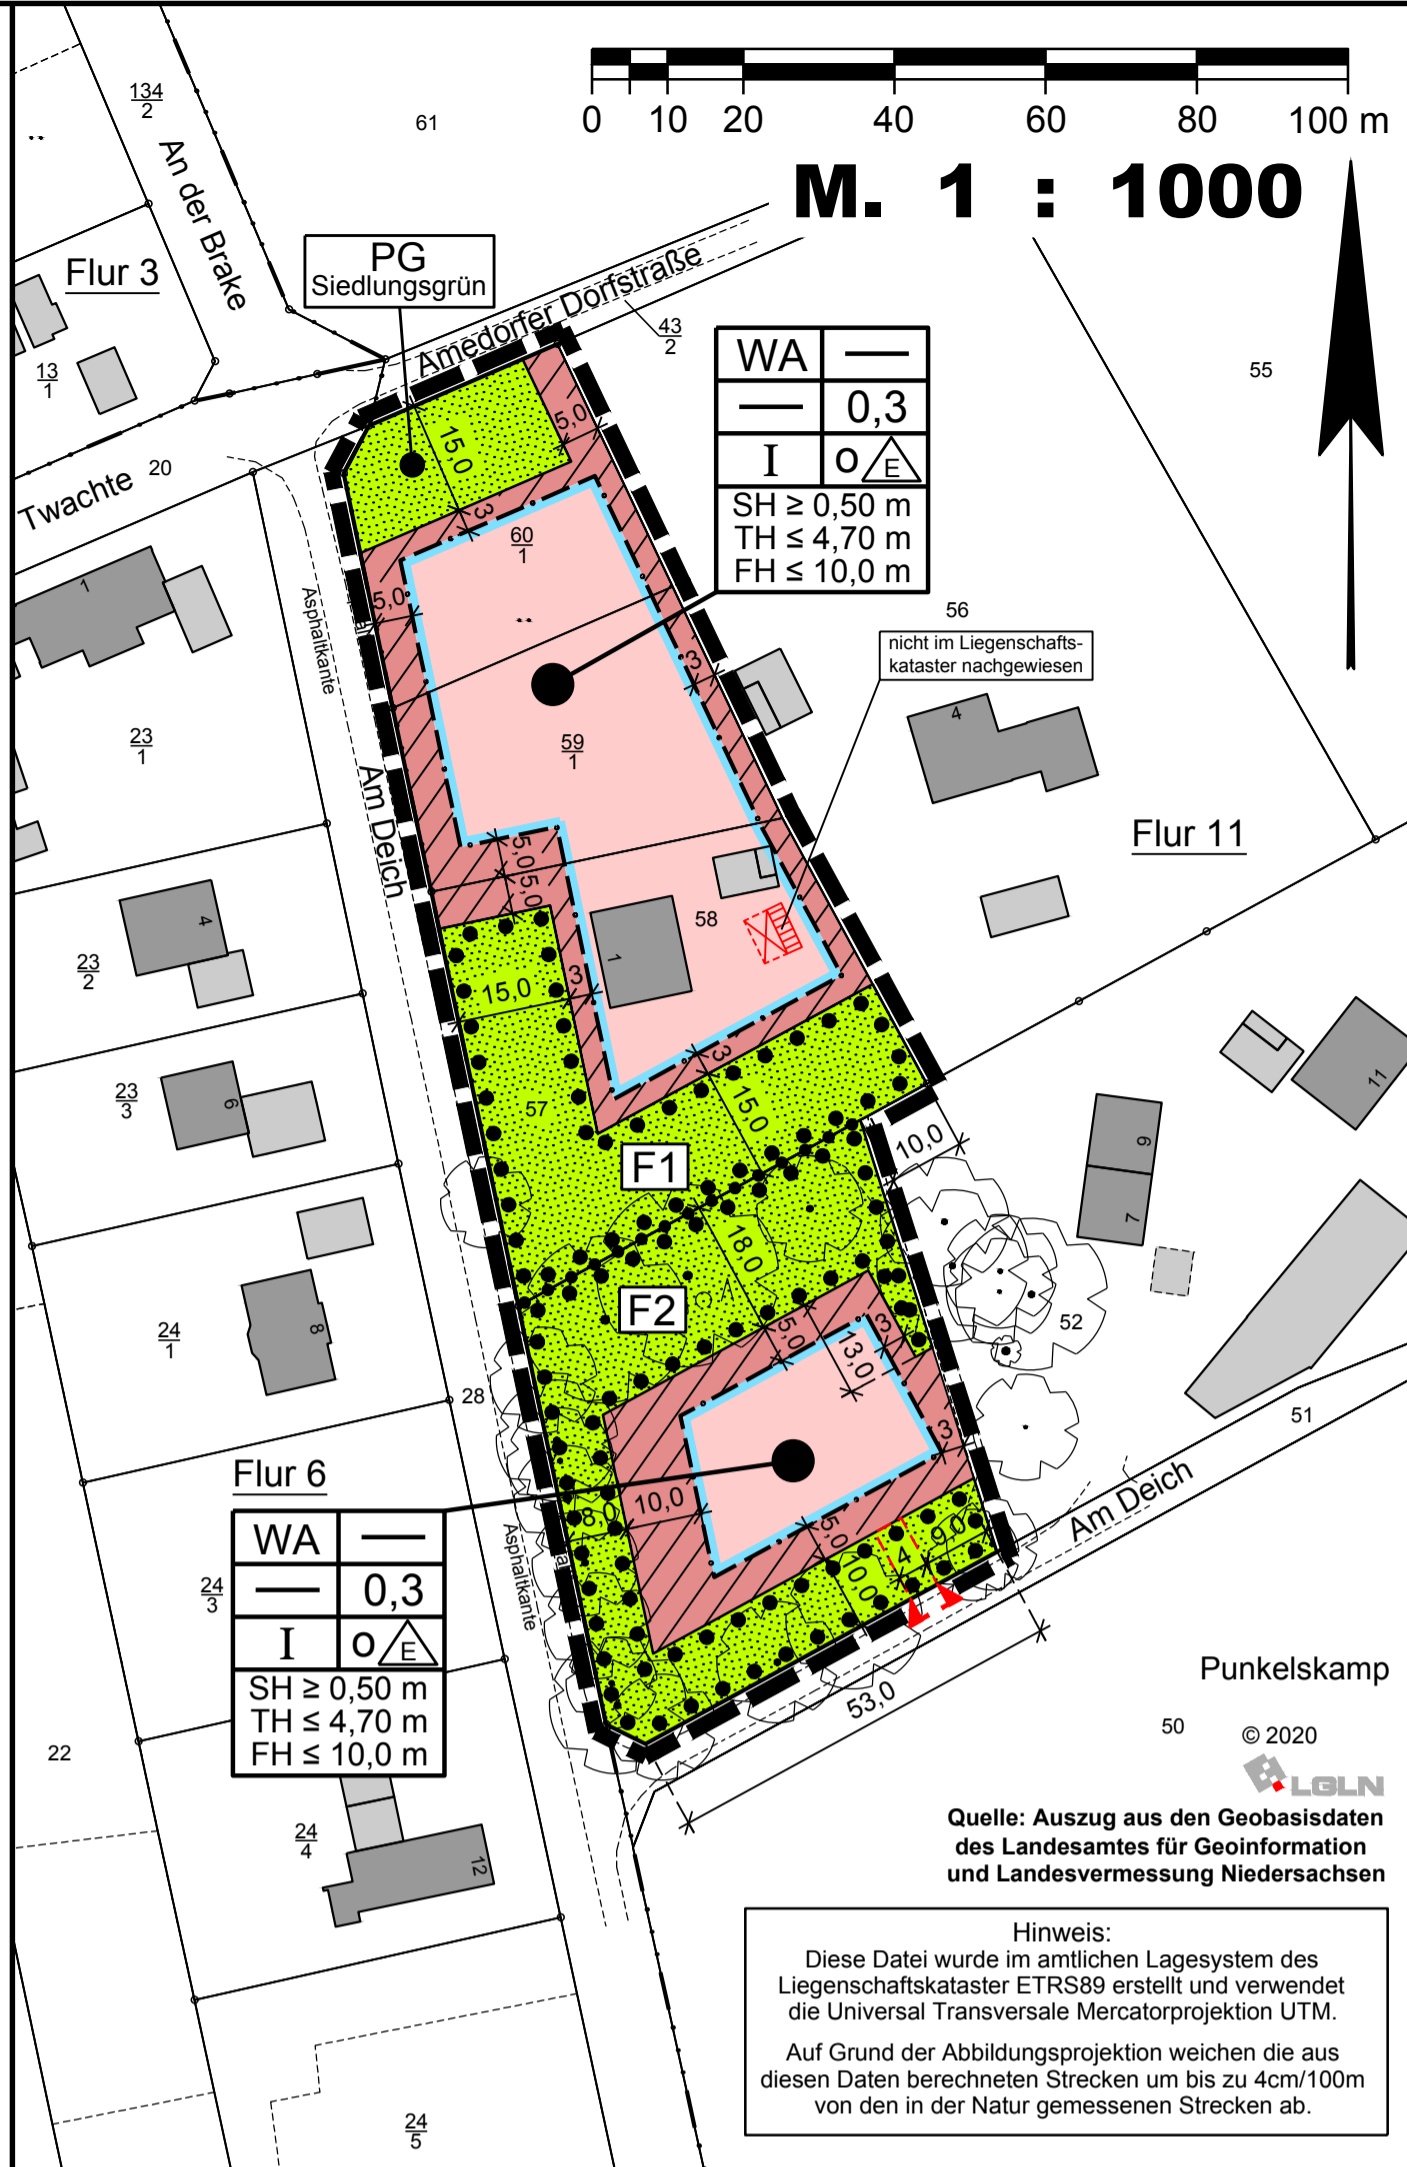 0 10 20 40 60 80 100 m
M. 1 : 1000
134
2
61
An der Brake
Flur 3
PG
Siedlungsgrün
Amedorfer Dorfstraße
43
2
13
1
55
WA
0,3
I o E
SH ≥ 0,50 m
TH ≤ 4,70 m
FH ≤ 10,0 m
Twachte
20
15,0
5,0
3
60
1
5,0
1
Asphaltkante
56
nicht im Liegenschafts-
kataster nachgewiesen
3
4
23
1
59
1
Am Deich
Flur 11
5,0
5,0
4
58
1
23
2
15,0
3
23
3
6
57
3
15,0
10,0
11
9
7
F1
18,0
F2
24
1
8
5,0
13,0
3
52
28
51
3
Flur 6
8,0
10,0
5,0
10,0
4
9,0
Am Deich
Asphaltkante
WA
0,3
I o E
SH ≥ 0,50 m
TH ≤ 4,70 m
FH ≤ 10,0 m
24
3
53,0
Punkelskamp
50
© 2020
LGLN
22
24
4
12
Quelle: Auszug aus den Geobasisdaten
des Landesamtes für Geoinformation
und Landesvermessung Niedersachsen
Hinweis:
Diese Datei wurde im amtlichen Lagesystem des
Liegenschaftskataster ETRS89 erstellt und verwendet
die Universal Transversale Mercatorprojektion UTM.
Auf Grund der Abbildungsprojektion weichen die aus
diesen Daten berechneten Strecken um bis zu 4cm/100m
von den in der Natur gemessenen Strecken ab.
24
5